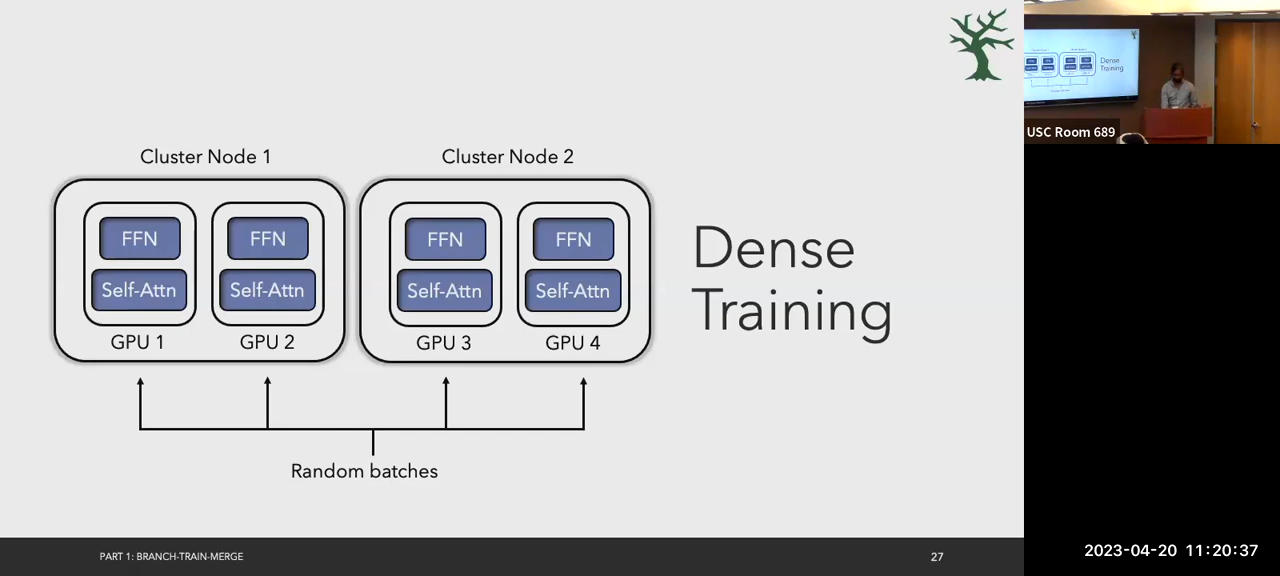 Cluster Node 1
Cluster Node 2
FFN
FFN
FFN
FFN
Self-Attn
Self-Attn
Self-Attn
Self-Attn
GPU 1
GPU 2
GPU 3
GPU 4
Dense
Training
Random batches
PART 1: BRANCH-TRAIN-MERGE
27
Dense
Training
USC Room 689
2023-04-20 11:20:37